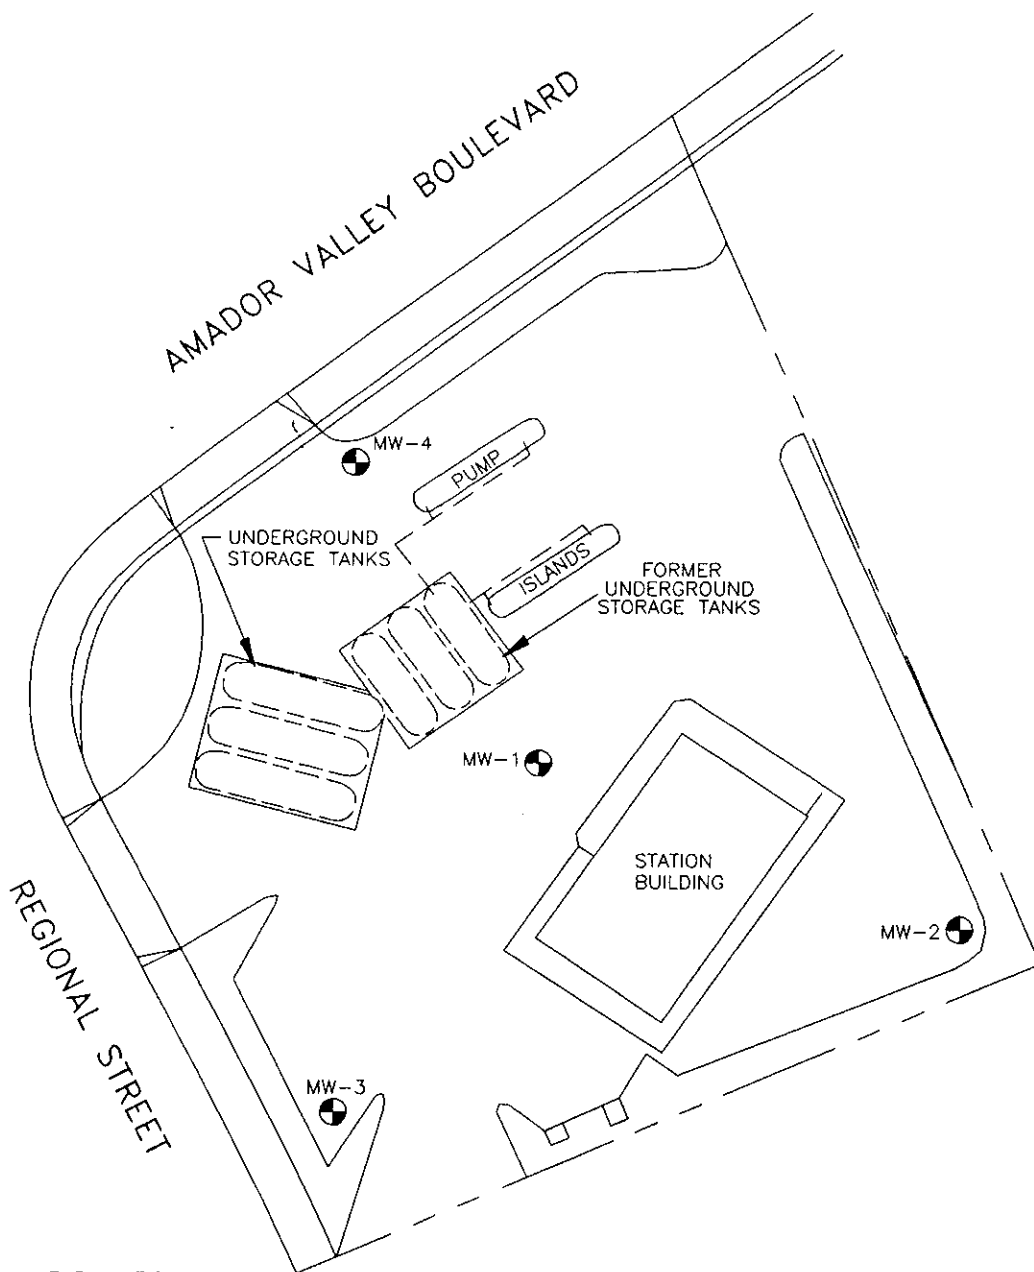 AMADOR VALLEY BOULEVARD
MW-4
PUMP
UNDERGROUND
STORAGE TANKS
ISLANDS
FORMER
UNDERGROUND
STORAGE TANKS
MW-1
STATION
BUILDING
REGIONAL STREET
MW-2
MW-3